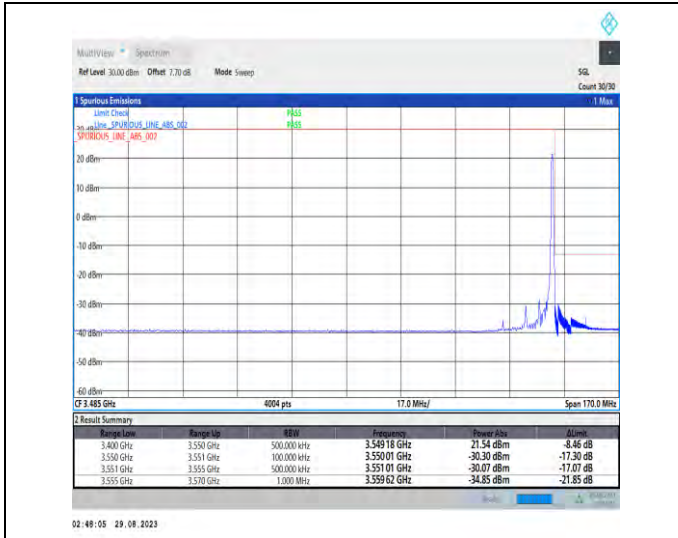 MultiView Spectrum
Ref Level 30.00 dBm Offset 7.70 dB Mode Sweep SGL
Count 30/30
1 Spurious Emissions 1 Max
Limit Check PASS
30 dBm Line _SPURIOUS_LINE_ABS_002 PASS
_SPURIOUS_LINE_ABS_002
20 dBm
10 dBm
0 dBm
-10 dBm
-20 dBm
-30 dBm
-40 dBm
-50 dBm
-60 dBm
CF 3.485 GHz 4004 pts 17.0 MHz/ Span 170.0 MHz
2 Result Summary
Range Low Range Up RBW Frequency Power Abs ΔLimit
3.400 GHz 3.550 GHz 500.000 kHz 3.549 18 GHz 21.54 dBm -8.46 dB
3.550 GHz 3.551 GHz 100.000 kHz 3.550 01 GHz -30.30 dBm -17.30 dB
3.551 GHz 3.555 GHz 500.000 kHz 3.551 01 GHz -30.07 dBm -17.07 dB
3.555 GHz 3.570 GHz 1.000 MHz 3.559 62 GHz -34.85 dBm -21.85 dB
02:48:05 29.08.2023